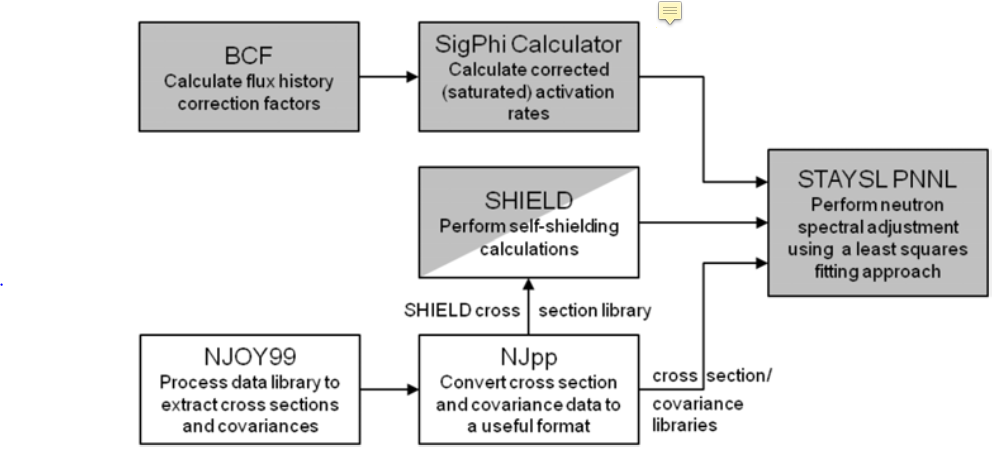 BCF
Calculate flux history
correction factors
SigPhi Calculator
Calculate corrected
(saturated) activation
rates
SHIELD
Perform self-shielding
calculations
STAYSL PNNL
Perform neutron
spectral adjustment
using a least squares
fitting approach
SHIELD cross section library
NJOY99
Process data library to
extract cross sections
and covariances
NJpp
Convert cross section
and covariance data to
a useful format
cross section/
covariance
libraries